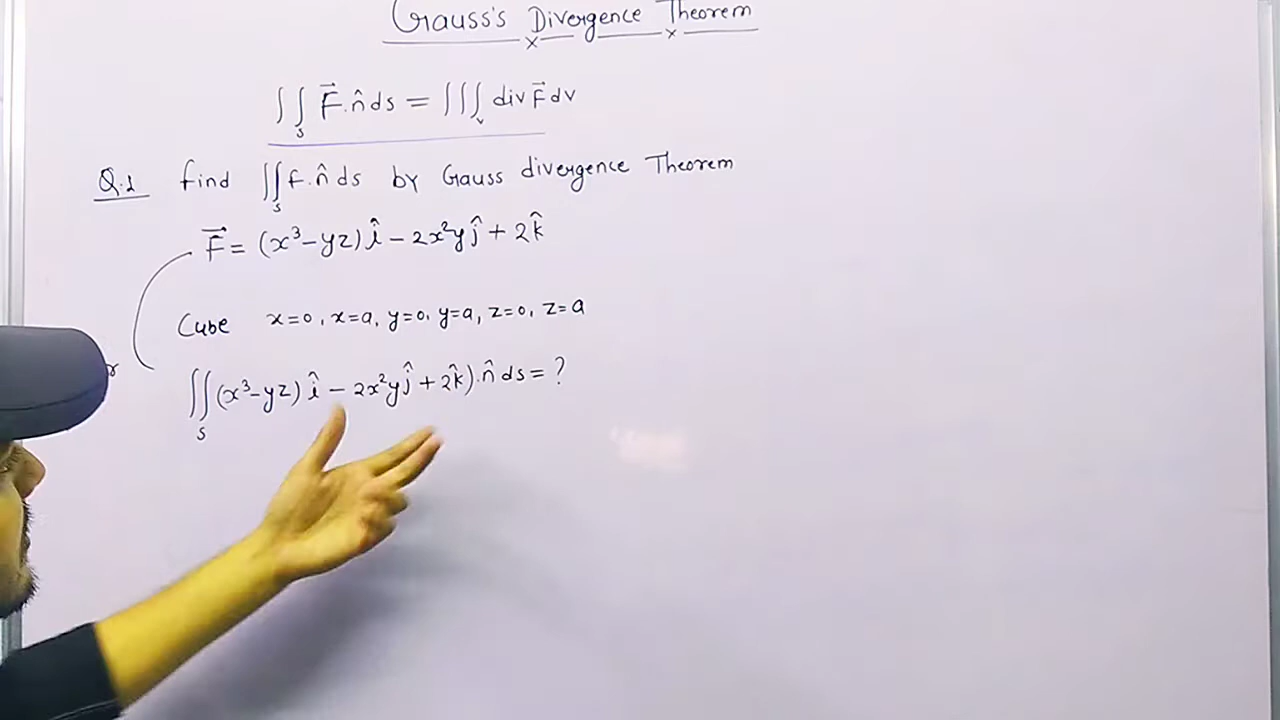 Gauss's Divergence Theorem
∫∫_S F⃗.n̂ ds = ∫∫∫_v div F⃗ dv
Q.1 find ∫∫_S f.n̂ ds by Gauss divergence Theorem
F⃗ = (x³-yz) î - 2x²y ĵ + 2k̂
Cube x=0, x=a, y=0, y=a, z=0, z=a
∫∫_S (x³-yz) î - 2x²y ĵ + 2k̂).n̂ ds = ?